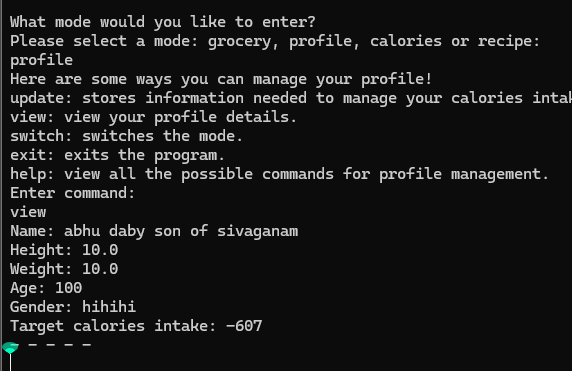 What mode would you like to enter?
Please select a mode: grocery, profile, calories or recipe:
profile
Here are some ways you can manage your profile!
update: stores information needed to manage your calories intak
view: view your profile details.
switch: switches the mode.
exit: exits the program.
help: view all the possible commands for profile management.
Enter command:
view
Name: abhu daby son of sivaganam
Height: 10.0
Weight: 10.0
Age: 100
Gender: hihihi
Target calories intake: -607
- - - - -